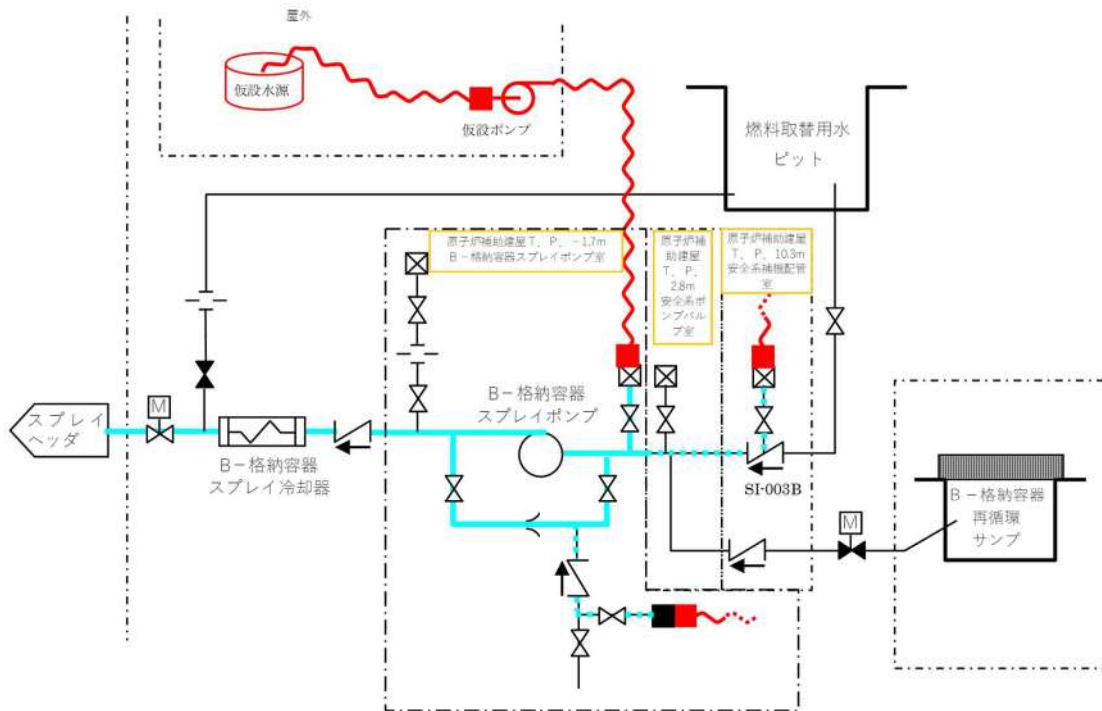 屋外
仮設水源
仮設ポンプ
燃料取替用水
ピット
原子炉補助建屋T．P．－1.7m
B－格納容器スプレイポンプ室
原子炉補
助建屋
T．P．
2.8m
安全系ポ
ンプバル
ブ室
原子炉補助建屋
T．P．10.3m
安全系補機配管
室
B－格納容器
スプレイポンプ
スプレイ
ヘッダ
M
B－格納容器
スプレイ冷却器
SI-003B
M
B－格納容器
再循環
サンプ